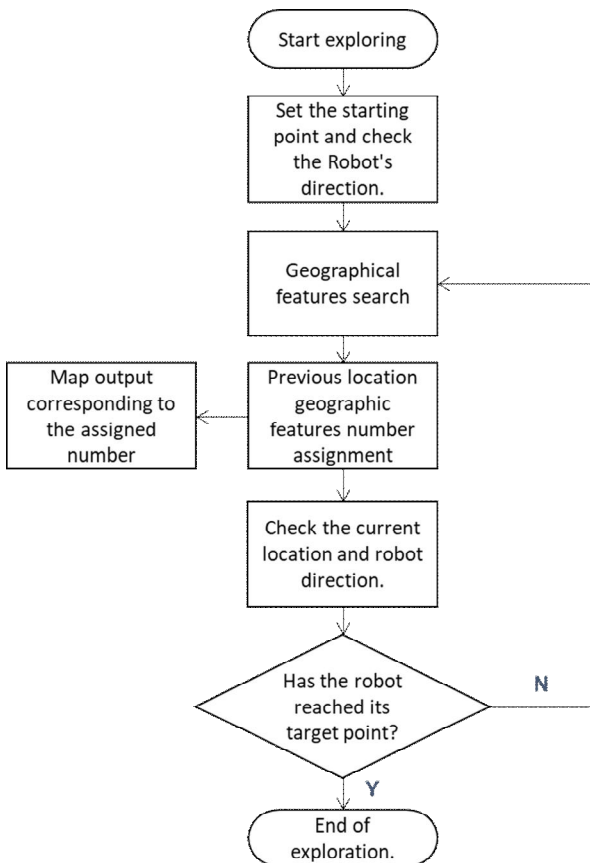 Start exploring
Set the starting
point and check
the Robot's
direction.
Geographical
features search
Map output
corresponding to
the assigned
number
Previous location
geographic
features number
assignment
Check the current
location and robot
direction.
Has the robot
reached its
target point?
N
Y
End of
exploration.